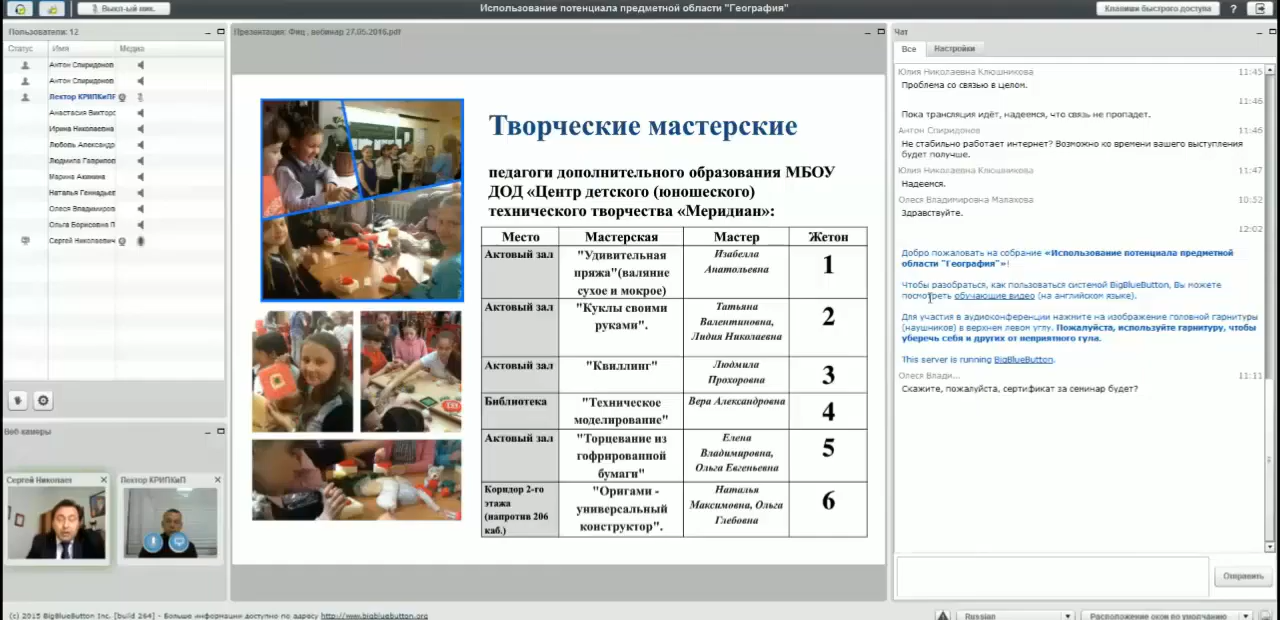 Выкл-ый мик.
Использование потенциала предметной области "География"
Клавиши быстрого доступа
?
Пользователи: 12
Статус Имя Медиа
Антон Спиридонов
Антон Спиридонов
Лектор КРИПКиПР
Анастасия Викторо
Ирина Николаевна
Любовь Александр
Людмила Гаврилов
Марина Акимина
Наталья Геннадьев
Олеся Владимиров
Ольга Борисовна П
Сергей Николаевич
Веб камеры
Сергей Николаев
Лектор КРИПКиП
Презентация: Фиц , вебинар 27.05.2016.pdf
Творческие мастерские
педагоги дополнительного образования МБОУ
ДОД «Центр детского (юношеского)
технического творчества «Меридиан»:
Место Мастерская Мастер Жетон
Актовый зал "Удивительная пряжа"(валяние сухое и мокрое) Изабелла Анатольевна 1
Актовый зал "Куклы своими руками". Татьяна Валентиновна, Лидия Николаевна 2
Актовый зал "Квиллинг" Людмила Прохоровна 3
Библиотека "Техническое моделирование" Вера Александровна 4
Актовый зал "Торцевание из гофрированной бумаги" Елена Владимировна, Ольга Евгеньевна 5
Коридор 2-го этажа (напротив 206 каб.) "Оригами - универсальный конструктор". Наталья Максимовна, Ольга Глебовна 6
Чат
Все Настройки
Юлия Николаевна Клюшникова 11:45
Проблема со связью в целом.
11:46
Пока трансляция идёт, надеемся, что связь не пропадет.
Антон Спиридонов 11:46
Не стабильно работает интернет? Возможно ко времени вашего выступления
будет получше.
Юлия Николаевна Клюшникова 11:47
Надеемся.
Олеся Владимировна Малахова 10:52
Здравствуйте.
12:02
Добро пожаловать на собрание «Использование потенциала предметной
области "География"»!
Чтобы разобраться, как пользоваться системой BigBlueButton, Вы можете
посмотреть обучающие видео (на английском языке).
Для участия в аудиоконференции нажмите на изображение головной гарнитуры
(наушников) в верхнем левом углу. Пожалуйста, используйте гарнитуру, чтобы
уберечь себя и других от неприятного гула.
This server is running BigBlueButton.
Олеся Влади... 11:11
Скажите, пожалуйста, сертификат за семинар будет?
Отправить
(c) 2015 BigBlueButton Inc. [build 264] - Больше информации доступно по адресу http://www.bigbluebutton.org
Russian
Расположение окон по умолчанию